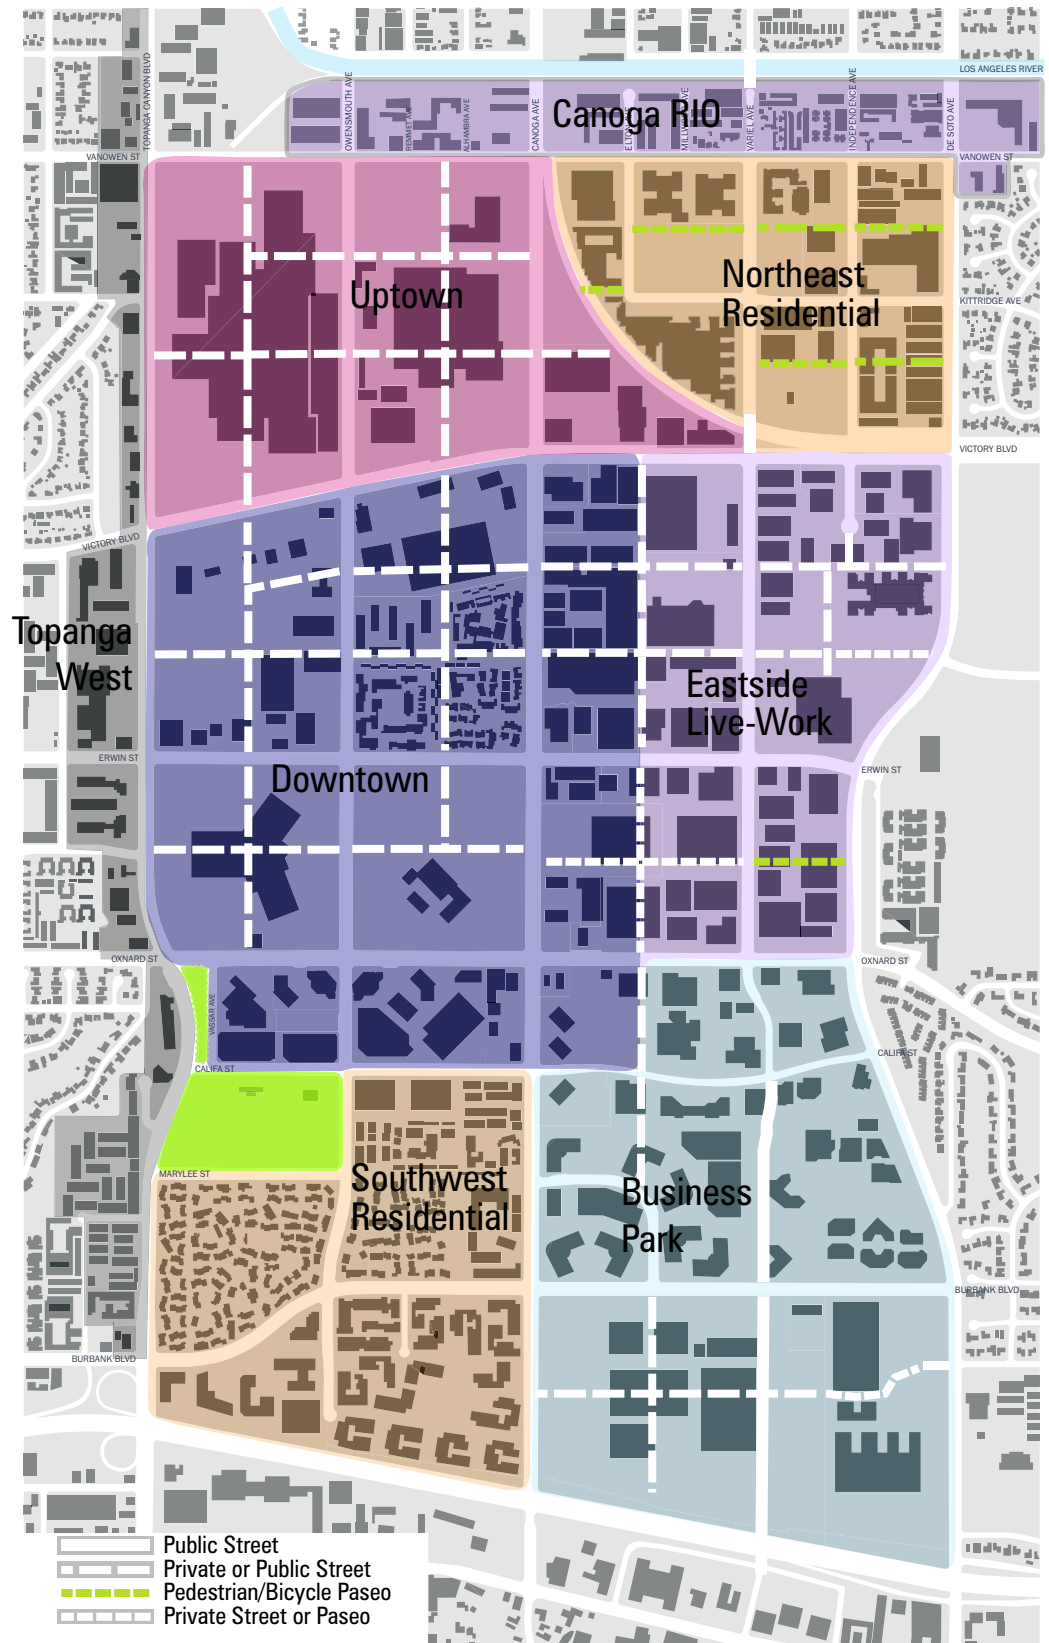 LOS ANGELES RIVER
TOPANGA CANYON BLVD
OWENSMOUTH AVE
REMMET AVE
ALHAMBRA AVE
CANOGA AVE
Canoga RIO
VARIEL AVE
INDEPENDENCE AVE
DE SOTO AVE
VANOWEN ST
VANOWEN ST
Uptown
Northeast
Residential
KITTRIDGE AVE
VICTORY BLVD
VICTORY BLVD
Topanga
West
Eastside
Live-Work
ERWIN ST
Downtown
ERWIN ST
OXNARD ST
OXNARD ST
VASSAR AVE
CALIFA ST
CALIFA ST
MARYLEE ST
Southwest
Residential
Business
Park
BURBANK BLVD
BURBANK BLVD
Public Street
Private or Public Street
Pedestrian/Bicycle Paseo
Private Street or Paseo